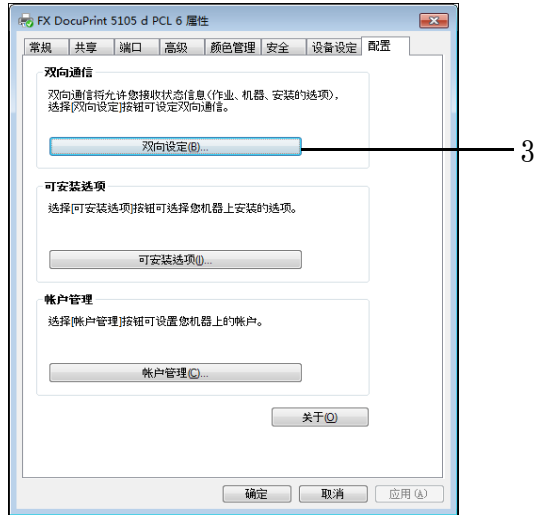 FX DocuPrint 5105 d PCL 6 属性
常规 共享 端口 高级 颜色管理 安全 设备设定 配置
双向通信
双向通信将允许您接收状态信息(作业、机器、安装的选项)，
选择[双向设定]按钮可设定双向通信。
双向设定(B)...
3
可安装选项
选择[可安装选项]按钮可选择您机器上安装的选项。
可安装选项(I)...
帐户管理
选择[帐户管理]按钮可设置您机器上的帐户。
帐户管理(C)...
关于(O)
确定 取消 应用(A)